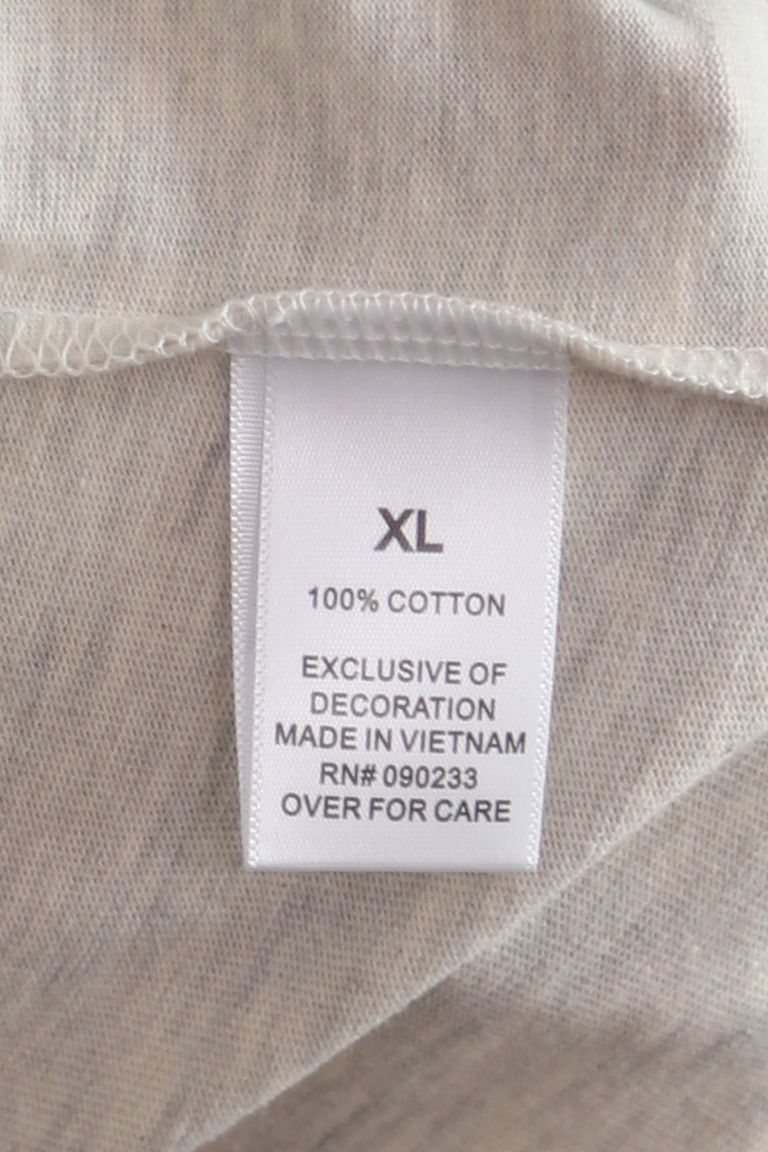 XL
100% COTTON
EXCLUSIVE OF
DECORATION
MADE IN VIETNAM
RN# 090233
OVER FOR CARE